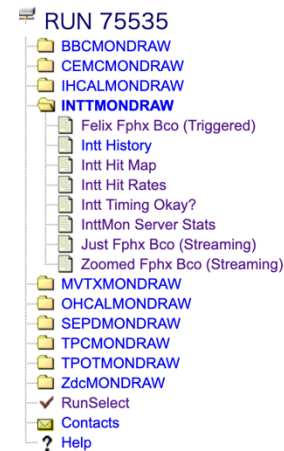 RUN 75535
BBCMONDRAW
CEMCMONDRAW
IHCALMONDRAW
INTTMONDRAW
Felix Fphx Bco (Triggered)
Intt History
Intt Hit Map
Intt Hit Rates
Intt Timing Okay?
InttMon Server Stats
Just Fphx Bco (Streaming)
Zoomed Fphx Bco (Streaming)
MVTXMONDRAW
OHCALMONDRAW
SEPDMONDRAW
TPCMONDRAW
TPOTMONDRAW
ZdcMONDRAW
RunSelect
Contacts
Help